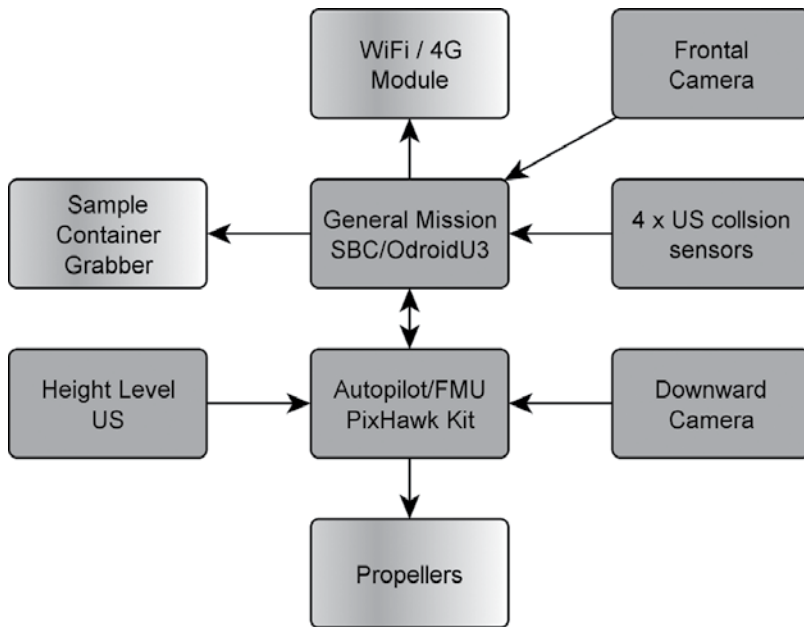 WiFi / 4G
Module
Frontal
Camera
Sample
Container
Grabber
General Mission
SBC/OdroidU3
4 x US collsion
sensors
Height Level
US
Autopilot/FMU
PixHawk Kit
Downward
Camera
Propellers